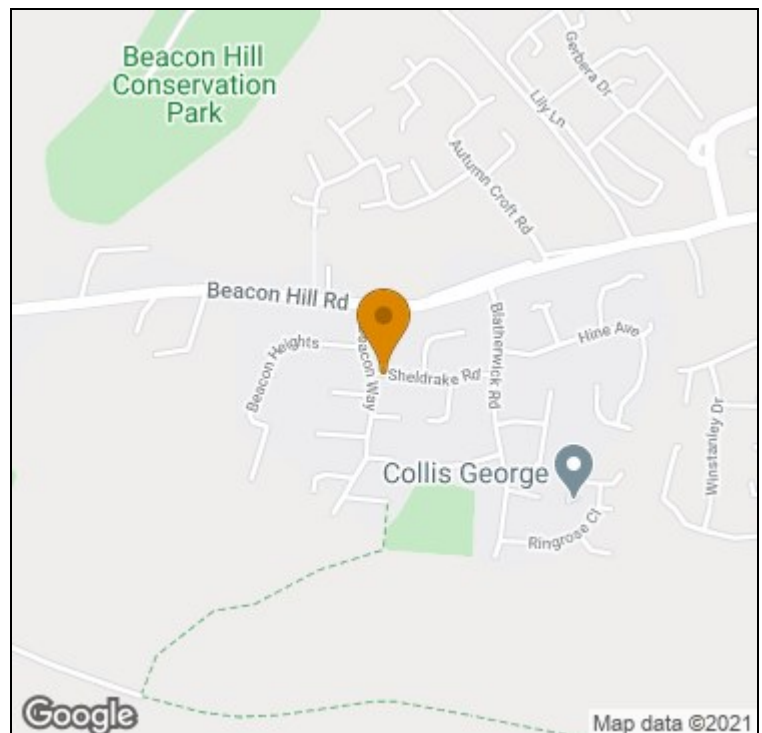 Beacon Hill
Conservation
Park
Gerbera Dr
Lily Ln
Autumn Croft Rd
Beacon Hill Rd
Beacon Heights
Beacon Way
Sheldrake Rd
Blatherwick Rd
Hine Ave
Winstanley Dr
Collis George
Ringrose Cl
Google
Map data ©2021